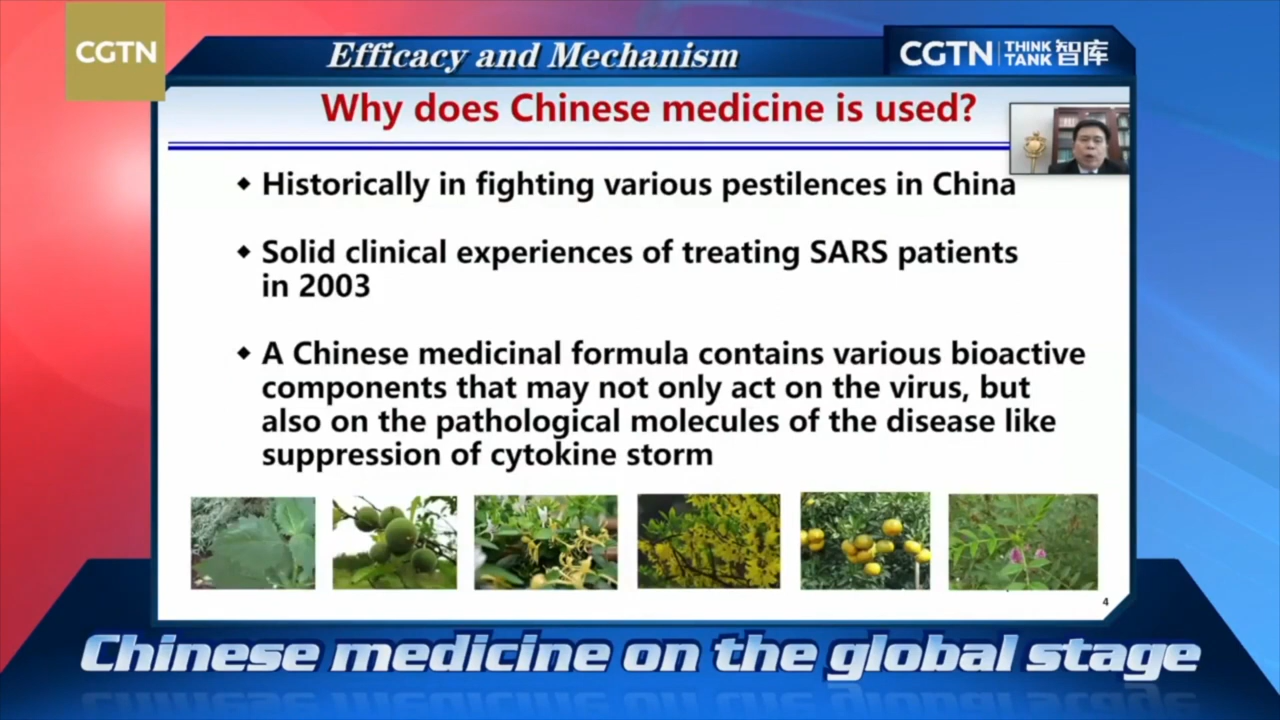 CGTN
Efficacy and Mechanism
CGTN THINK TANK 智库
Why does Chinese medicine is used?
◆ Historically in fighting various pestilences in China
◆ Solid clinical experiences of treating SARS patients
in 2003
◆ A Chinese medicinal formula contains various bioactive
components that may not only act on the virus, but
also on the pathological molecules of the disease like
suppression of cytokine storm
4
Chinese medicine on the global stage